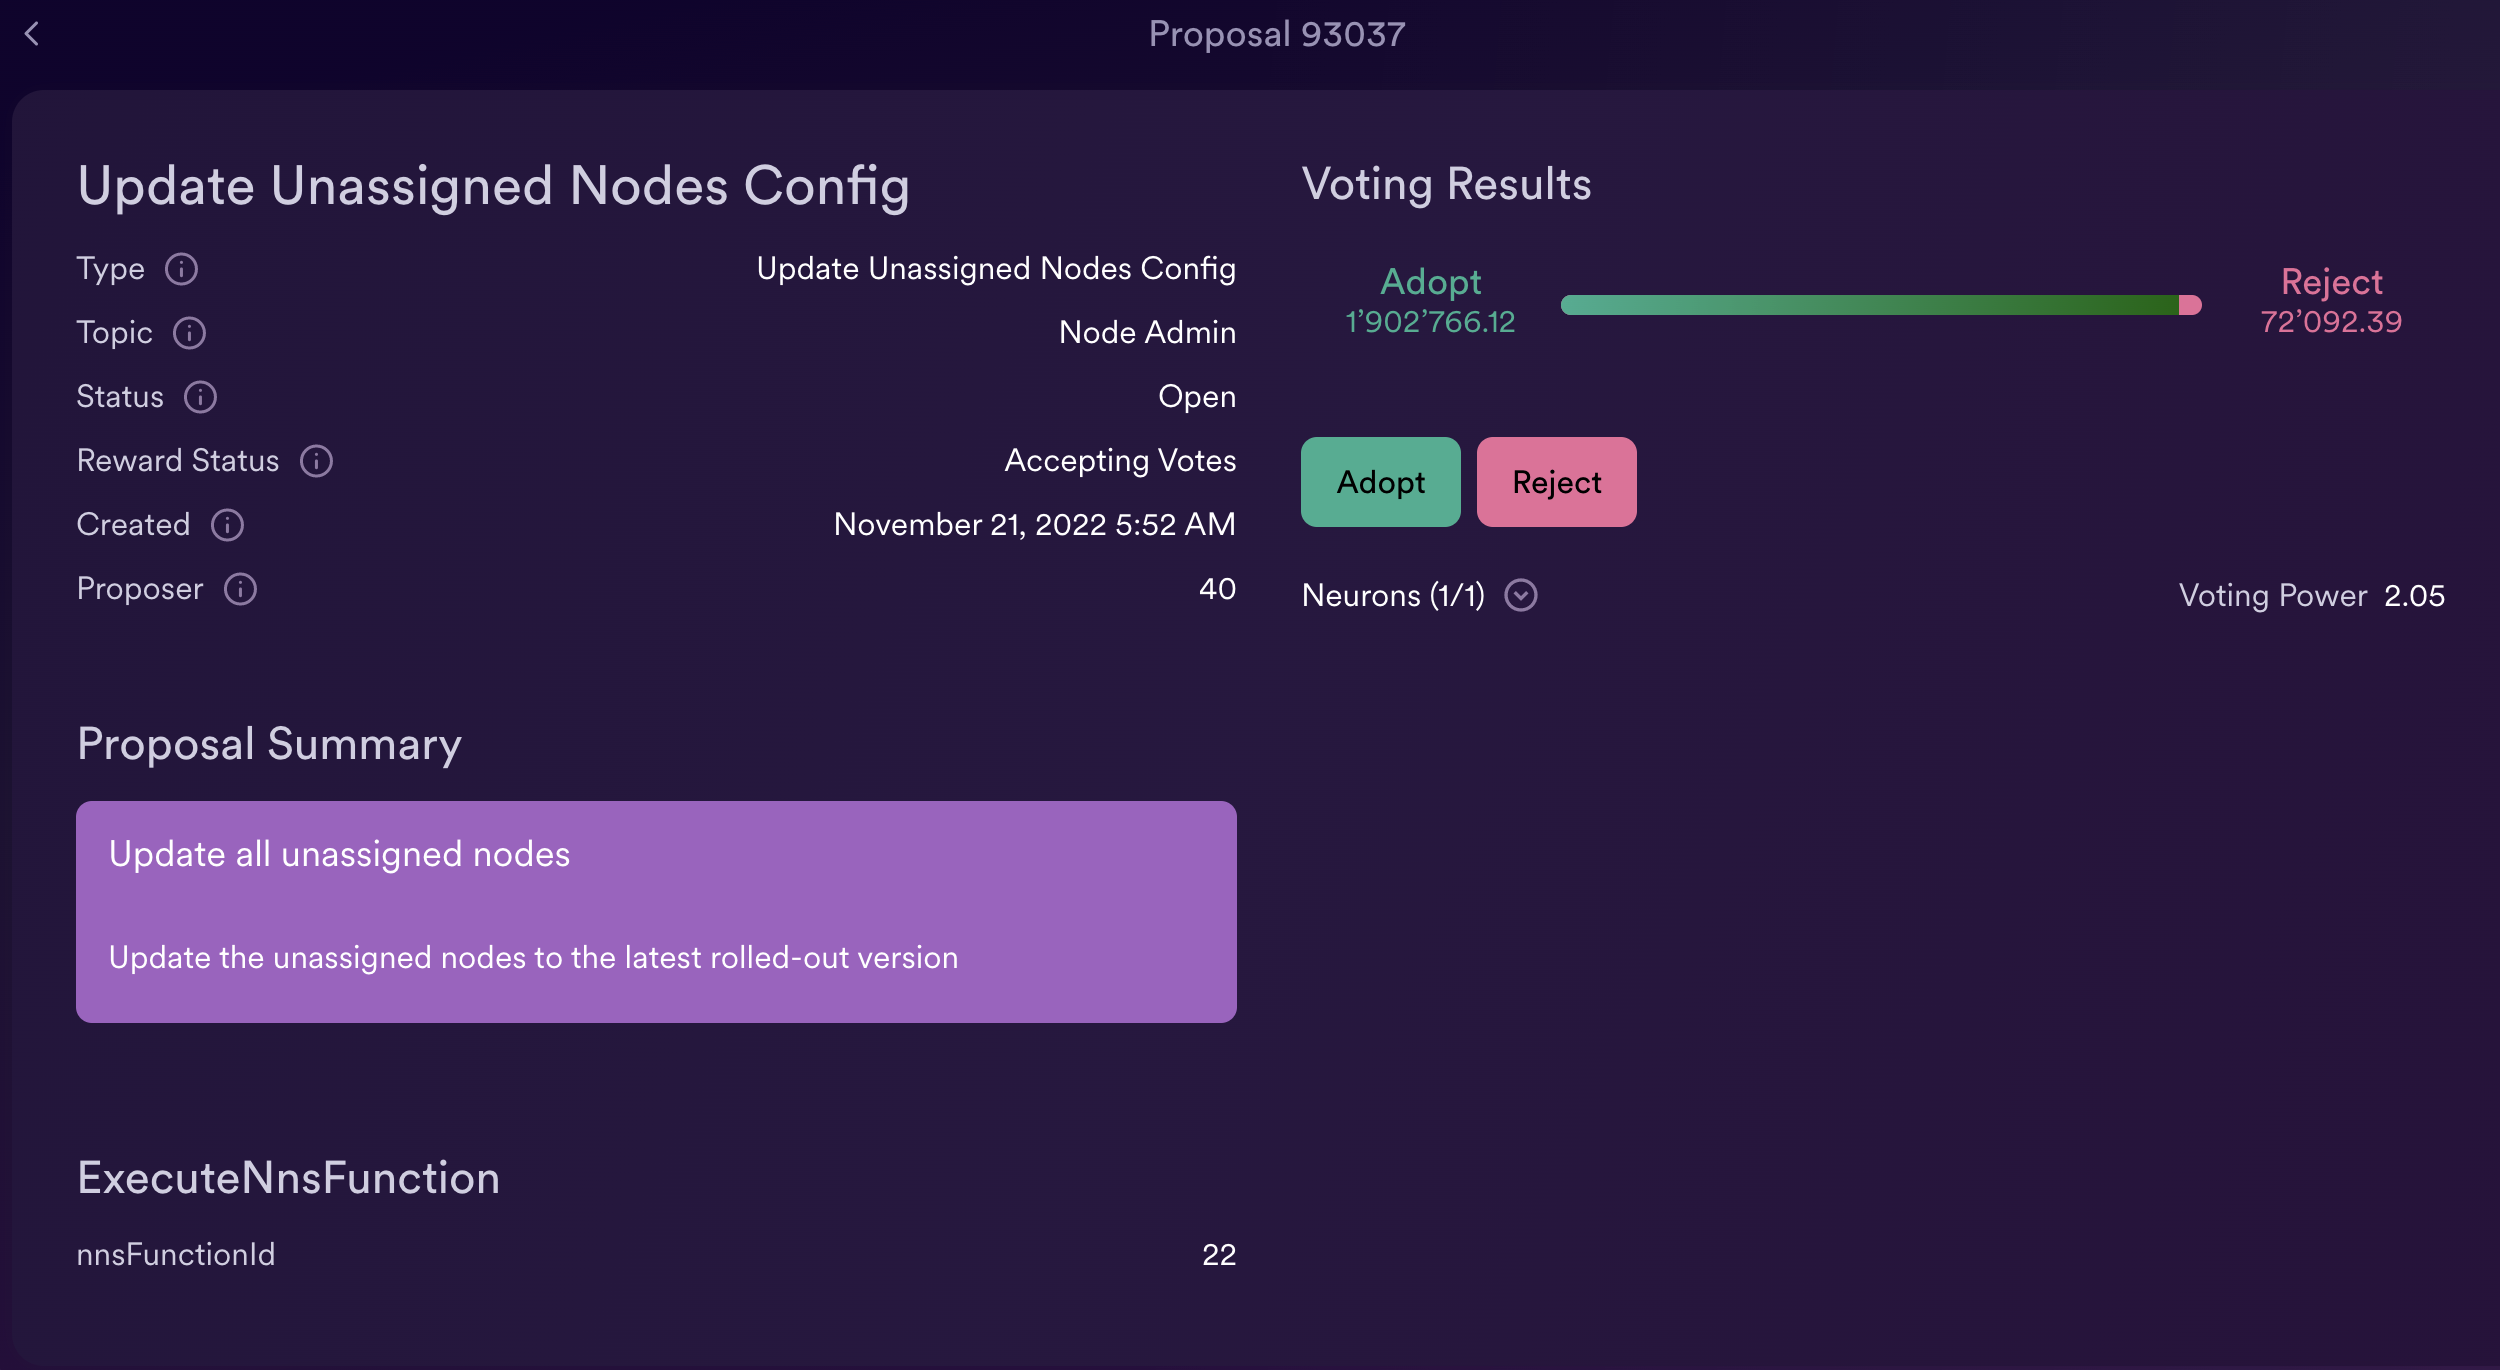 Proposal 93037
Update Unassigned Nodes Config
Type Update Unassigned Nodes Config
Topic Node Admin
Status Open
Reward Status Accepting Votes
Created November 21, 2022 5:52 AM
Proposer 40
Proposal Summary
Update all unassigned nodes
Update the unassigned nodes to the latest rolled-out version
ExecuteNnsFunction
nnsFunctionId 22
Voting Results
Adopt Reject
1’902’766.12 72’092.39
Adopt Reject
Neurons (1/1) Voting Power 2.05